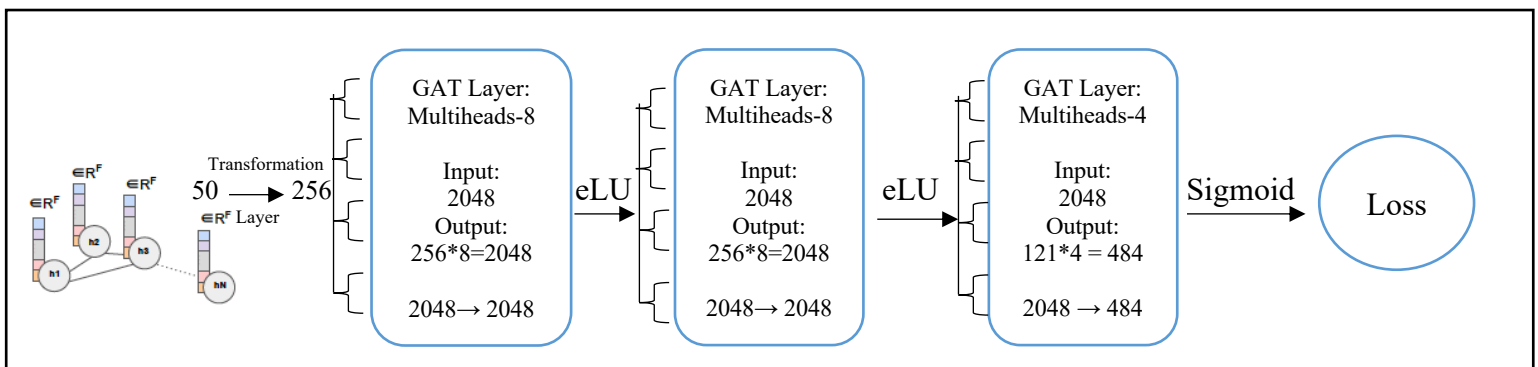 ∈R^F
∈R^F
∈R^F
∈R^F
h1
h2
h3
hN
Transformation
50 → 256
Layer
GAT Layer:
Multiheads-8
Input:
2048
Output:
256*8=2048
2048→ 2048
eLU
GAT Layer:
Multiheads-8
Input:
2048
Output:
256*8=2048
2048→ 2048
eLU
GAT Layer:
Multiheads-4
Input:
2048
Output:
121*4 = 484
2048 → 484
Sigmoid
Loss